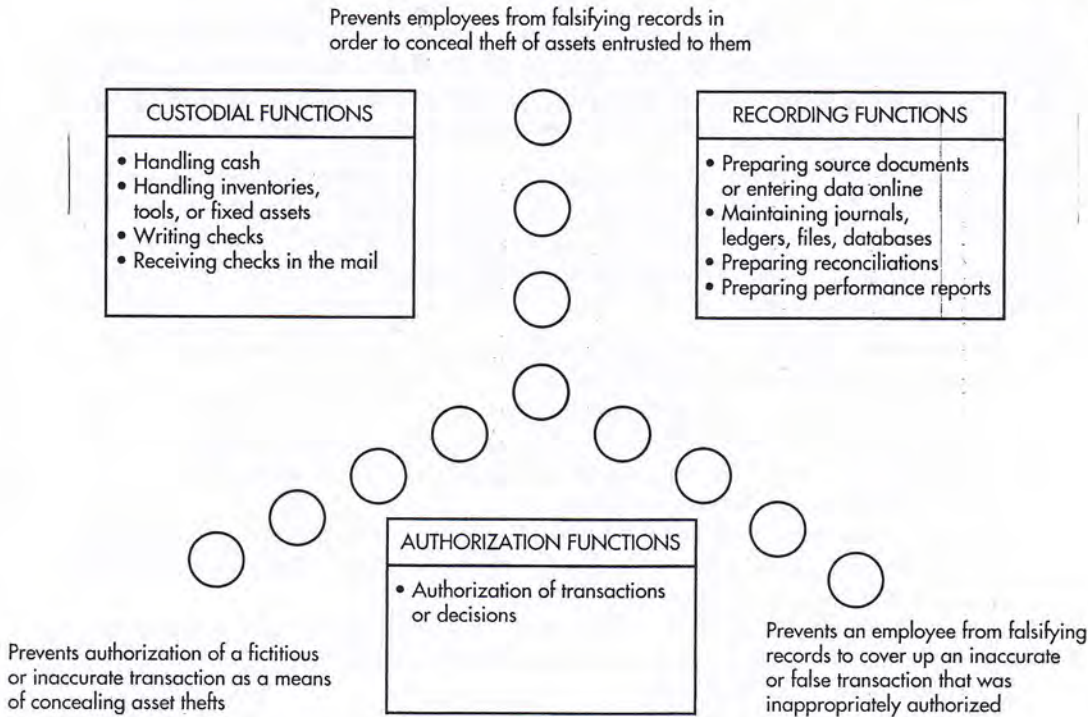 Prevents employees from falsifying records in
order to conceal theft of assets entrusted to them
CUSTODIAL FUNCTIONS
• Handling cash
• Handling inventories,
tools, or fixed assets
• Writing checks
• Receiving checks in the mail
RECORDING FUNCTIONS
• Preparing source documents
or entering data online
• Maintaining journals,
ledgers, files, databases
• Preparing reconciliations
• Preparing performance reports
AUTHORIZATION FUNCTIONS
• Authorization of transactions
or decisions
Prevents authorization of a fictitious
or inaccurate transaction as a means
of concealing asset thefts
Prevents an employee from falsifying
records to cover up an inaccurate
or false transaction that was
inappropriately authorized